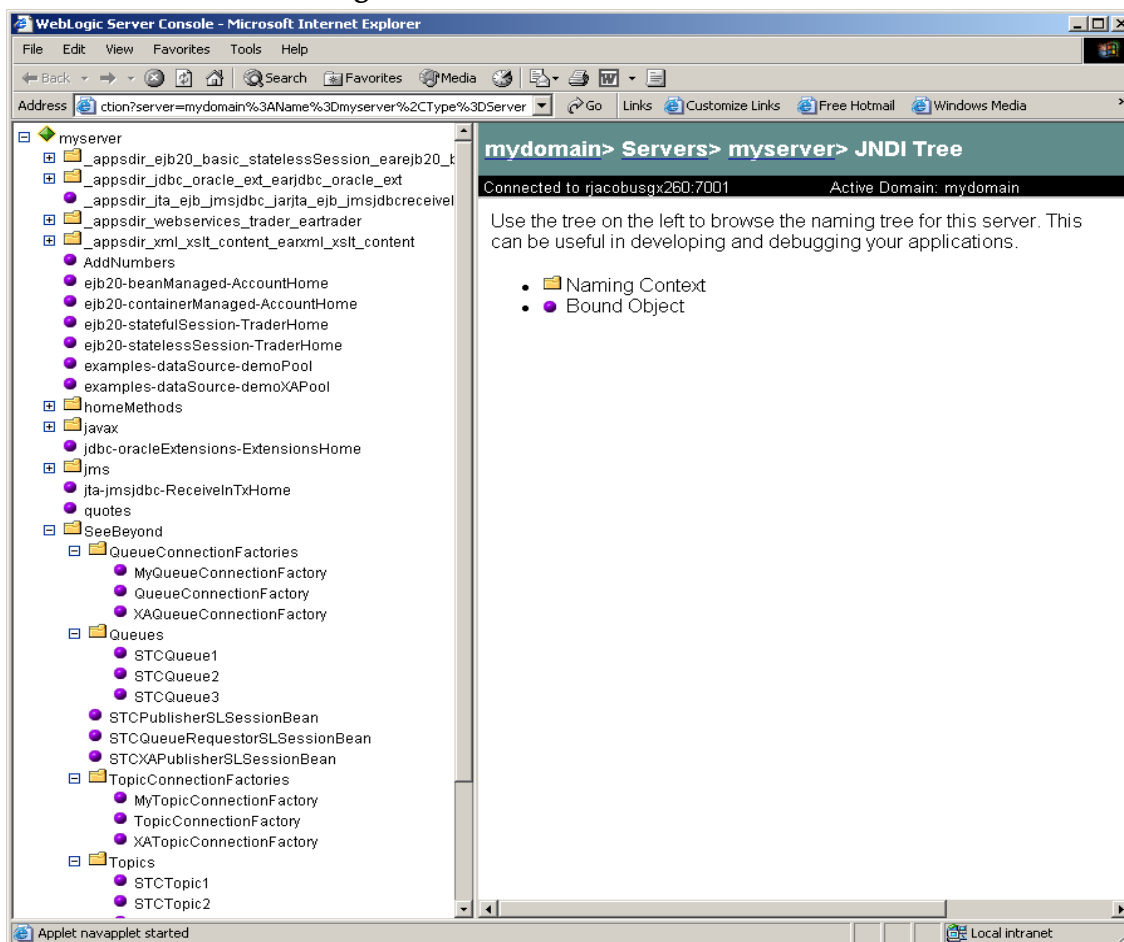 WebLogic Server Console - Microsoft Internet Explorer
File Edit View Favorites Tools Help
Back Search Favorites Media
Address ction?server=mydomain%3AName%3Dmyserver%2CType%3DServer Go Links Customize Links Free Hotmail Windows Media
myserver
_appsdir_ejb20_basic_statelessSession_earejb20_b
_appsdir_jdbc_oracle_ext_earjdbc_oracle_ext
_appsdir_jta_ejb_jmsjdbc_jarjta_ejb_jmsjdbcreceivel
_appsdir_webservices_trader_eartrader
_appsdir_xml_xslt_content_earxml_xslt_content
AddNumbers
ejb20-beanManaged-AccountHome
ejb20-containerManaged-AccountHome
ejb20-statefulSession-TraderHome
ejb20-statelessSession-TraderHome
examples-dataSource-demoPool
examples-dataSource-demoXAPool
homeMethods
javax
jdbc-oracleExtensions-ExtensionsHome
jms
jta-jmsjdbc-ReceiveInTxHome
quotes
SeeBeyond
QueueConnectionFactories
MyQueueConnectionFactory
QueueConnectionFactory
XAQueueConnectionFactory
Queues
STCQueue1
STCQueue2
STCQueue3
STCPublisherSLSessionBean
STCQueueRequestorSLSessionBean
STCXAPublisherSLSessionBean
TopicConnectionFactories
MyTopicConnectionFactory
TopicConnectionFactory
XATopicConnectionFactory
Topics
STCTopic1
STCTopic2
mydomain> Servers> myserver> JNDI Tree
Connected to rjacobusgx260:7001 Active Domain: mydomain
Use the tree on the left to browse the naming tree for this server. This
can be useful in developing and debugging your applications.
Naming Context
Bound Object
Applet navapplet started Local intranet